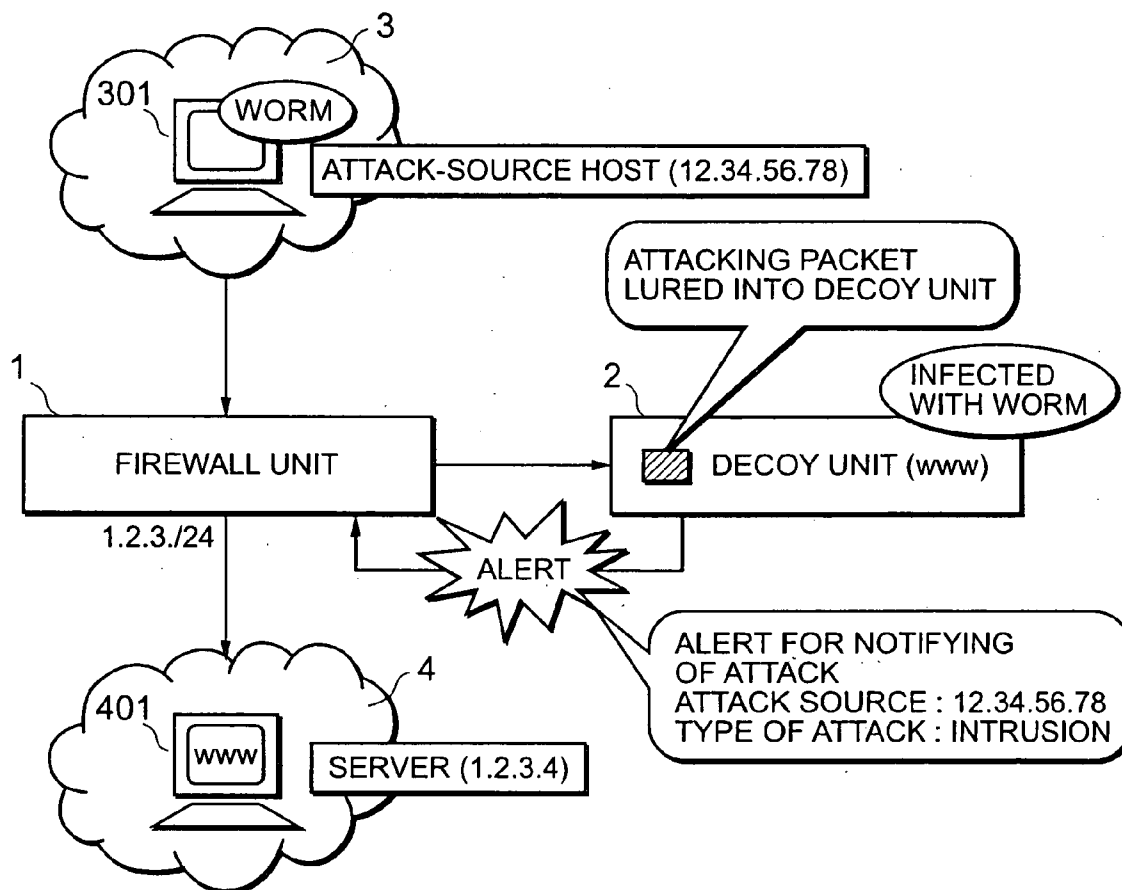 3
301
WORM
ATTACK-SOURCE HOST (12.34.56.78)
ATTACKING PACKET
LURED INTO DECOY UNIT
1
2
INFECTED
WITH WORM
FIREWALL UNIT
DECOY UNIT (WWW)
1.2.3./24
ALERT
ALERT FOR NOTIFYING
OF ATTACK
ATTACK SOURCE : 12.34.56.78
TYPE OF ATTACK : INTRUSION
4
401
WWW
SERVER (1.2.3.4)